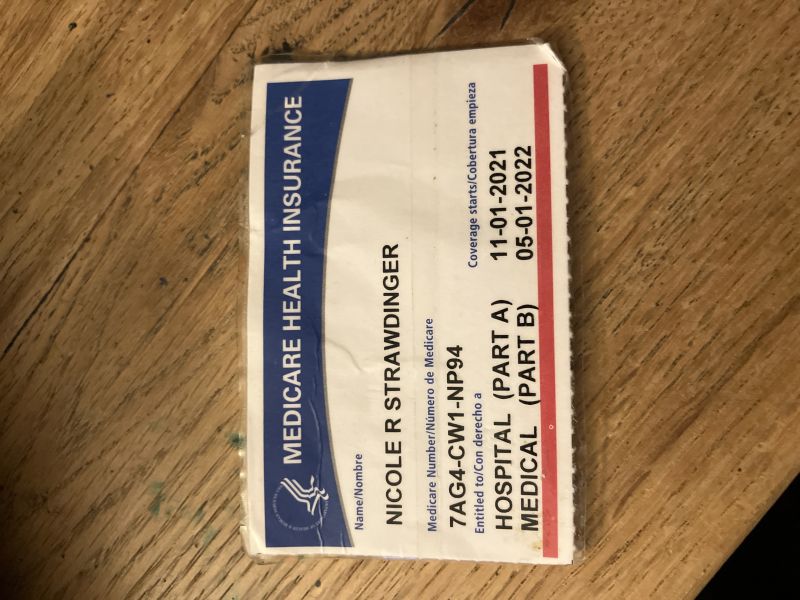 MEDICARE HEALTH INSURANCE
Name/Nombre
NICOLE R STRAWDINGER
Medicare Number/Número de Medicare
7AG4-CW1-NP94
Entitled to/Con derecho a Coverage starts/Cobertura empieza
HOSPITAL (PART A) 11-01-2021
MEDICAL (PART B) 05-01-2022